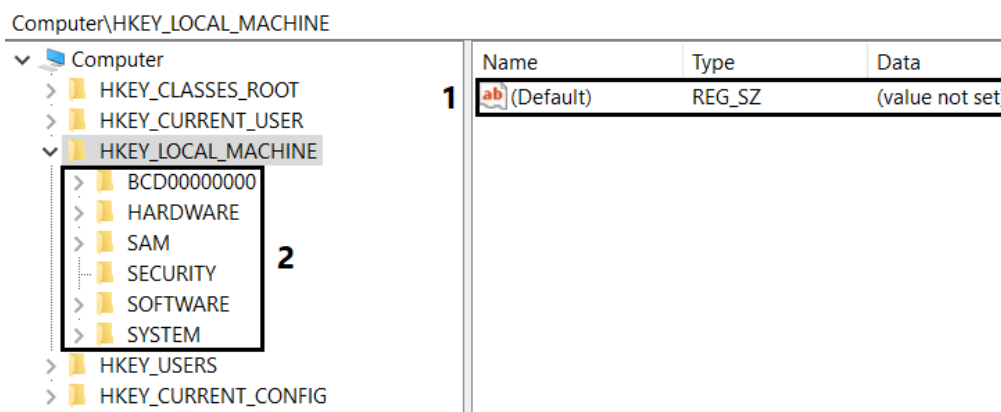 Computer\HKEY_LOCAL_MACHINE
Computer
HKEY_CLASSES_ROOT
HKEY_CURRENT_USER
HKEY_LOCAL_MACHINE
BCD00000000
HARDWARE
SAM
SECURITY
SOFTWARE
SYSTEM
HKEY_USERS
HKEY_CURRENT_CONFIG
2
Name Type Data
1
ab (Default) REG_SZ (value not set)